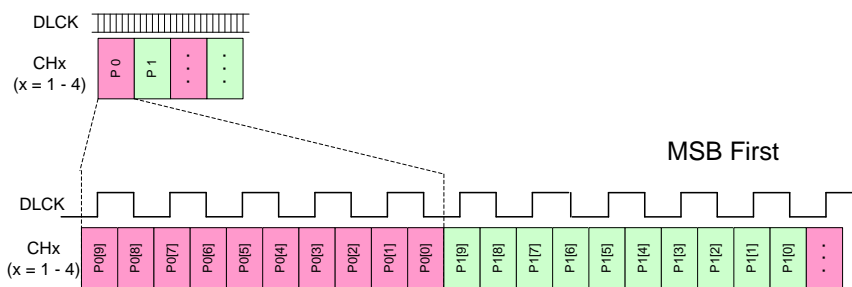 DLCK
CHx
(x = 1 - 4)
P 0 P 1 . . . . . . . .
MSB First
DLCK
CHx
(x = 1 - 4)
P0[9] P0[8] P0[7] P0[6] P0[5] P0[4] P0[3] P0[2] P0[1] P0[0] P1[9] P1[8] P1[7] P1[6] P1[5] P1[4] P1[3] P1[2] P1[1] P1[0] . . .